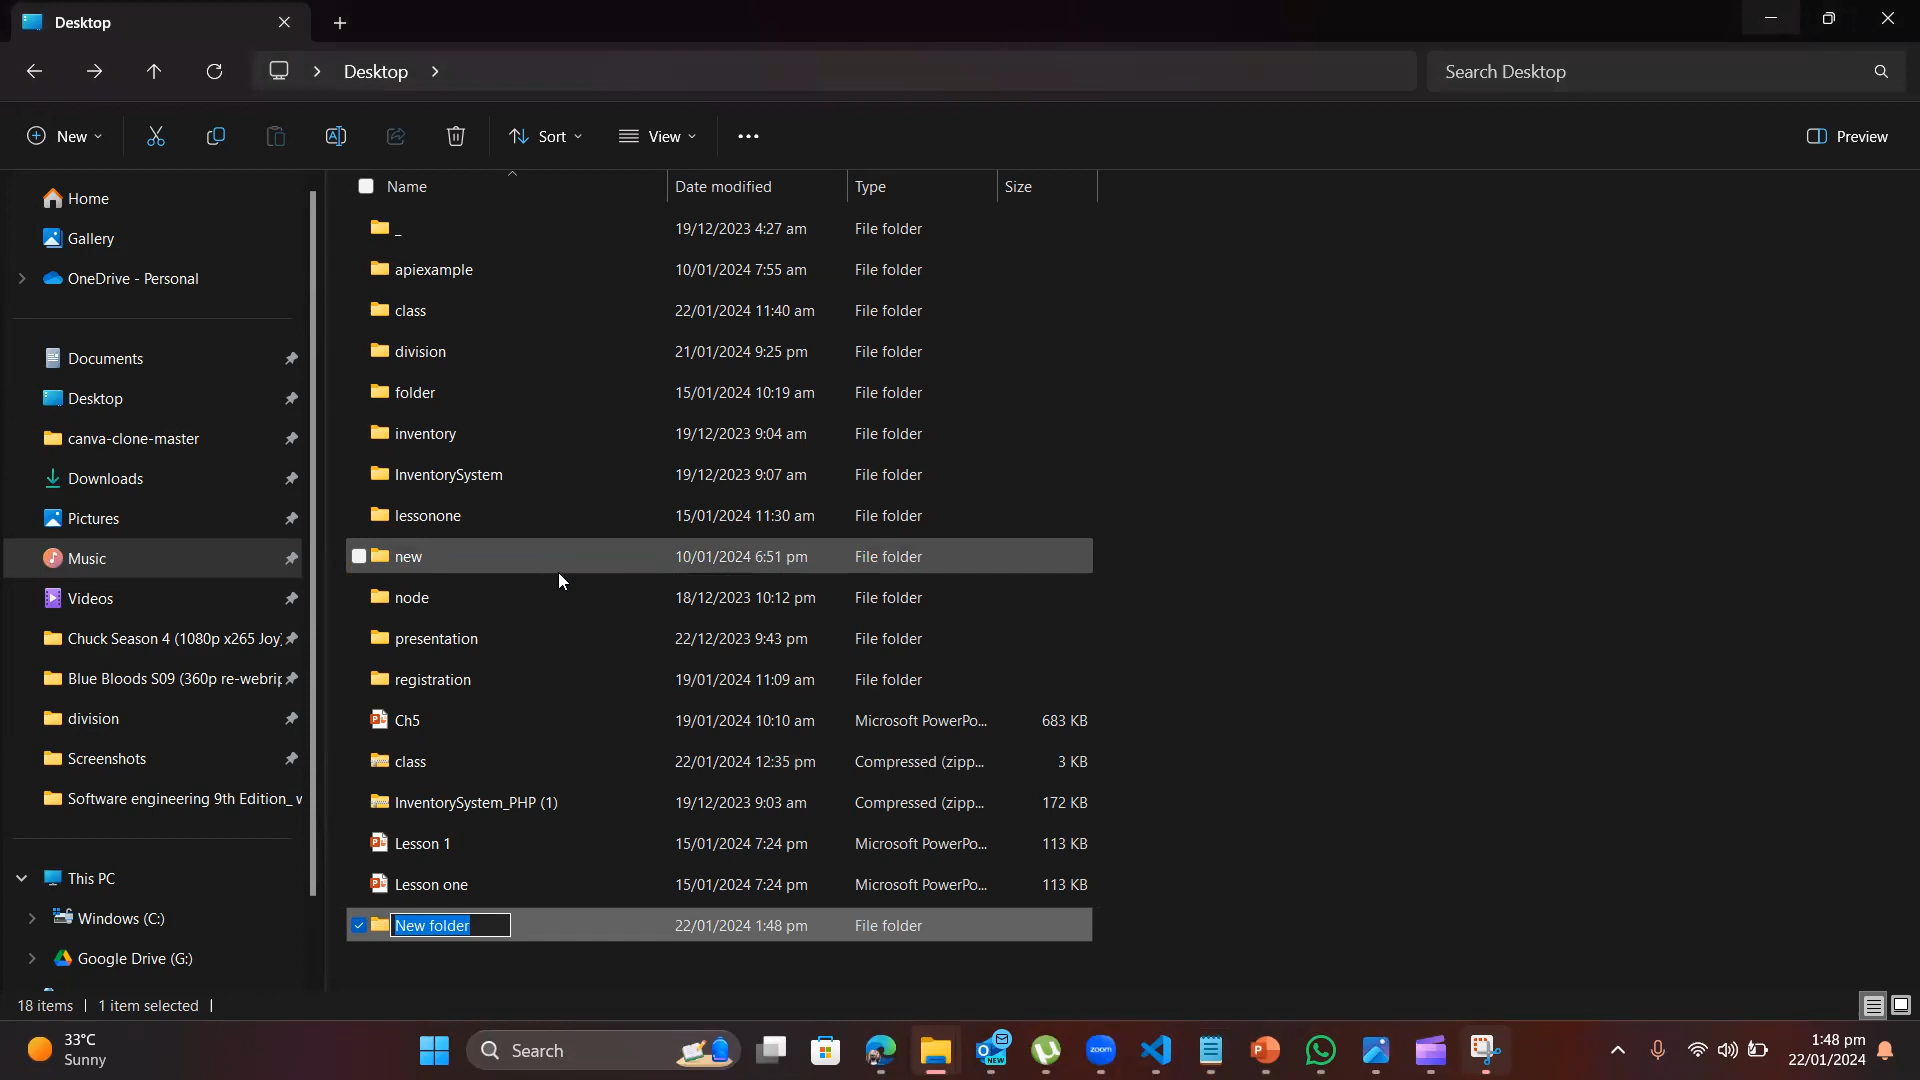 Desktop
Desktop
Search Desktop
New
Sort
View
Preview
Home
Gallery
OneDrive - Personal
Documents
Desktop
canva-clone-master
Downloads
Pictures
Music
Videos
Chuck Season 4 (1080p x265 Joy
Blue Bloods S09 (360p re-webrip
division
Screenshots
Software engineering 9th Edition_ w
This PC
Windows (C:)
Google Drive (G:)
Name Date modified Type Size
_ 19/12/2023 4:27 am File folder
apiexample 10/01/2024 7:55 am File folder
class 22/01/2024 11:40 am File folder
division 21/01/2024 9:25 pm File folder
folder 15/01/2024 10:19 am File folder
inventory 19/12/2023 9:04 am File folder
InventorySystem 19/12/2023 9:07 am File folder
lessonone 15/01/2024 11:30 am File folder
new 10/01/2024 6:51 pm File folder
node 18/12/2023 10:12 pm File folder
presentation 22/12/2023 9:43 pm File folder
registration 19/01/2024 11:09 am File folder
Ch5 19/01/2024 10:10 am Microsoft PowerPo... 683 KB
class 22/01/2024 12:35 pm Compressed (zipp... 3 KB
InventorySystem_PHP (1) 19/12/2023 9:03 am Compressed (zipp... 172 KB
Lesson 1 15/01/2024 7:24 pm Microsoft PowerPo... 113 KB
Lesson one 15/01/2024 7:24 pm Microsoft PowerPo... 113 KB
New folder 22/01/2024 1:48 pm File folder
18 items 1 item selected
33°C
Sunny
Search
NEW
zoom
1:48 pm
22/01/2024